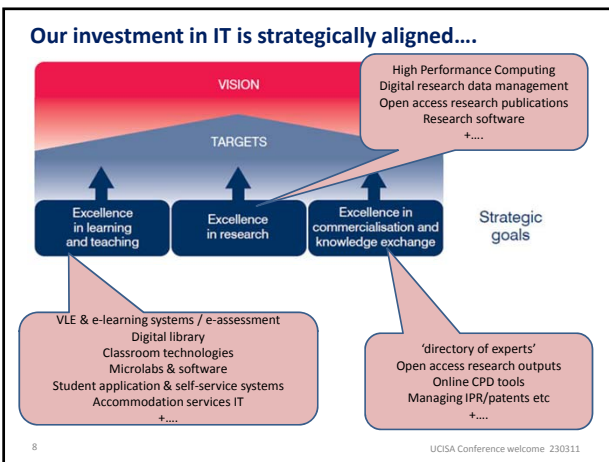 Our investment in IT is strategically aligned….
High Performance Computing
Digital research data management
Open access research publications
Research software
+….
VISION
TARGETS
Excellence
in learning
and teaching
Excellence
in research
Excellence in
commercialisation and
knowledge exchange
Strategic
goals
VLE & e-learning systems / e-assessment
Digital library
Classroom technologies
Microlabs & software
Student application & self-service systems
Accommodation services IT
+….
‘directory of experts’
Open access research outputs
Online CPD tools
Managing IPR/patents etc
+….
8
UCISA Conference welcome 230311